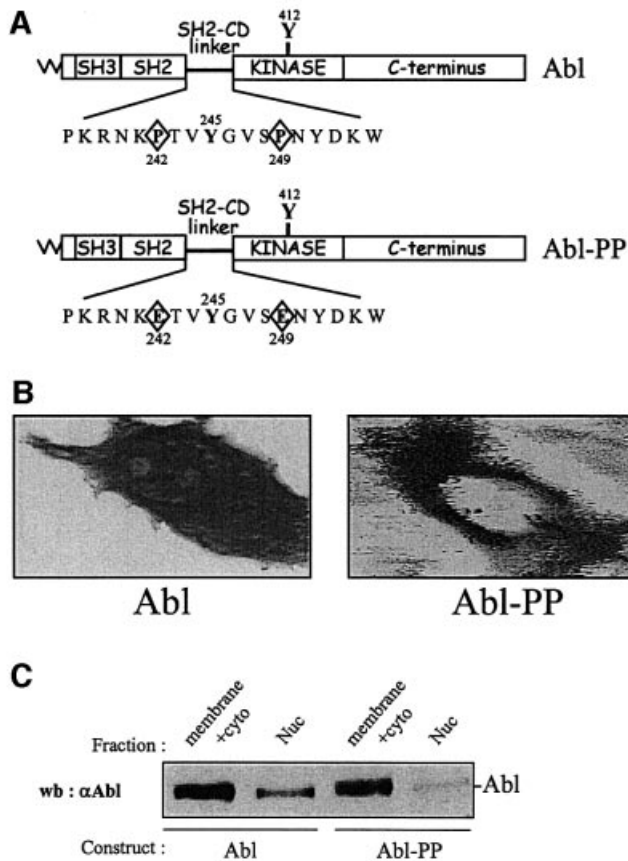 A
SH2-CD
linker
412
Y
SH3 SH2 KINASE C-terminus Abl
245
P K R N K P T V Y G V S P N Y D K W
242 249
SH2-CD
linker
412
Y
SH3 SH2 KINASE C-terminus Abl-PP
245
P K R N K E T V Y G V S E N Y D K W
242 249
B
Abl Abl-PP
C
Fraction : membrane +cyto Nuc membrane +cyto Nuc
wb : αAbl -Abl
Construct : Abl Abl-PP